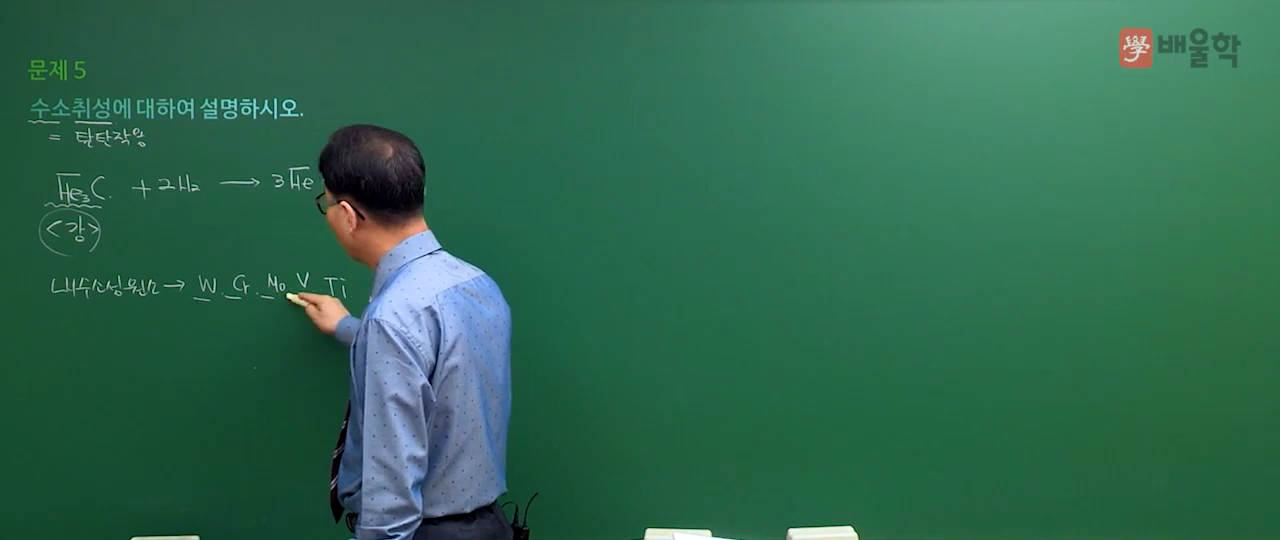 문제 5
學 배울학
수소취성에 대하여 설명하시오.
= 탈탄작용
Fe₃C + 2H₂ → 3Fe
<강>
내수소성원소 → W. Cr. Mo V Ti